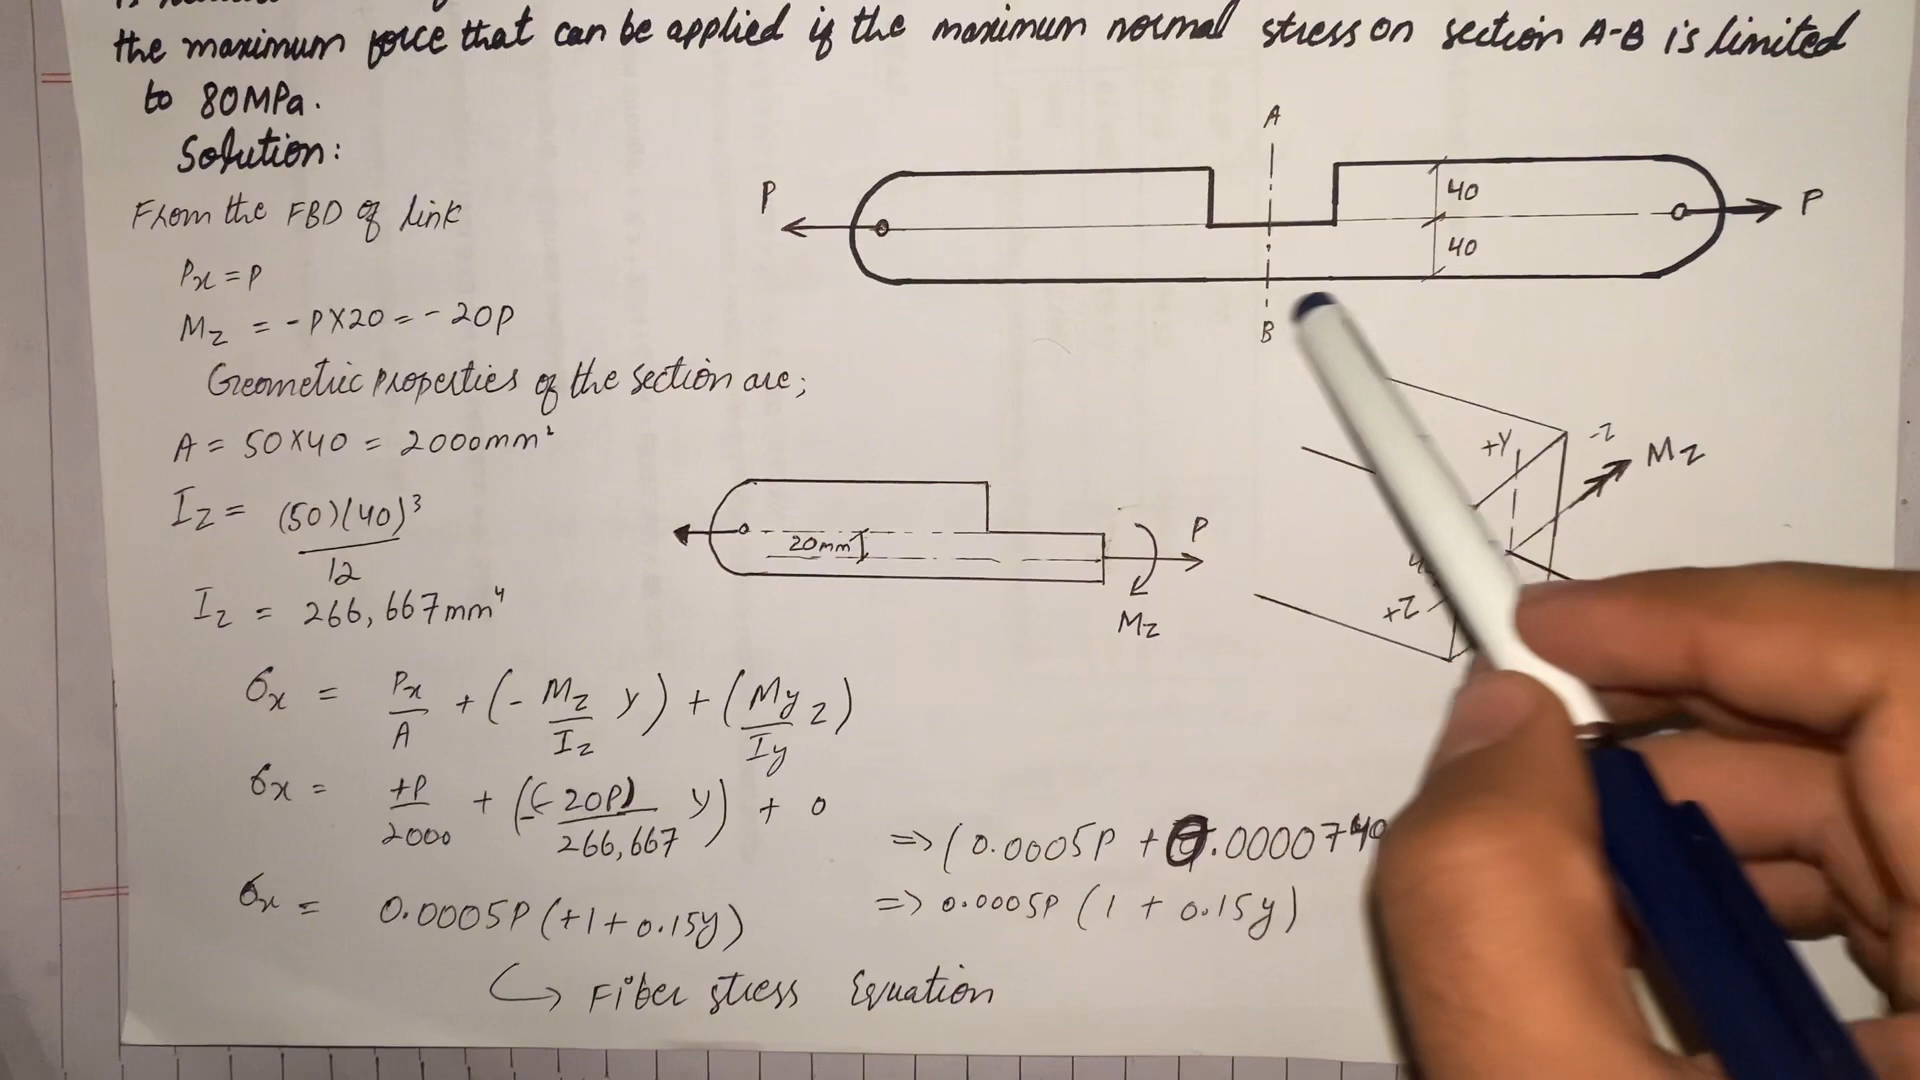 the maximum force that can be applied if the maximum normal stress on section A-B is limited
to 80MPa.
Solution:
From the FBD of link
Px = P
Mz = -P×20 = -20P
Geometric properties of the section are;
A = 50×40 = 2000mm²
Iz = (50)(40)³
12
Iz = 266,667mm⁴
σx = Px/A + (-Mz/Iz y) + (My/Iy z)
σx = +P/2000 + (-(-20P)/266,667 y) + 0
σx = 0.0005P(+1+0.15y)
Fiber stress Equation
=> (0.0005P + 0.0000740
=> 0.0005P (1 + 0.15y)
A
P
40
P
40
B
20mm
P
Mz
+Y
-Z
Mz
+Z